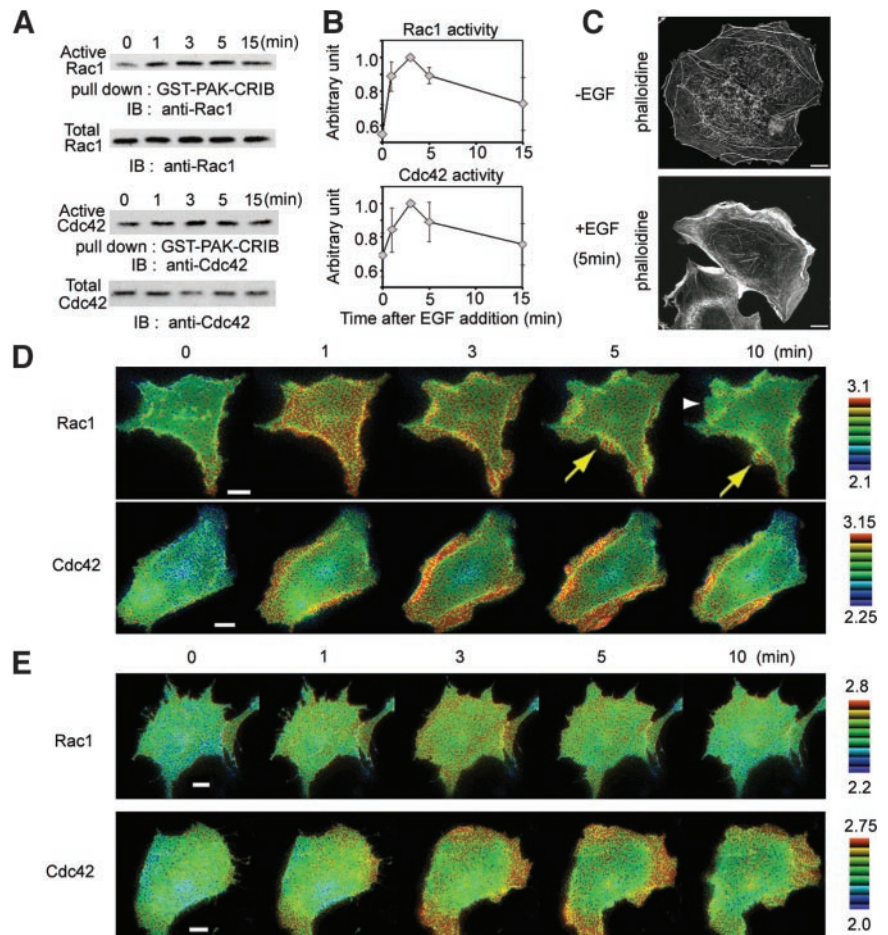 A
0 1 3 5 15(min)
Active
Rac1
pull down : GST-PAK-CRIB
IB : anti-Rac1
Total
Rac1
IB : anti-Rac1
0 1 3 5 15(min)
Active
Cdc42
pull down : GST-PAK-CRIB
IB : anti-Cdc42
Total
Cdc42
IB : anti-Cdc42
B
Rac1 activity
Arbitrary unit
1.0
0.8
0.6
0 5 10 15
Cdc42 activity
Arbitrary unit
1.0
0.8
0.6
0 5 10 15
Time after EGF addition (min)
C
-EGF
phalloidine
+EGF
(5min)
phalloidine
D
0 1 3 5 10 (min)
Rac1
3.1
2.1
Cdc42
3.15
2.25
E
0 1 3 5 10 (min)
Rac1
2.8
2.2
Cdc42
2.75
2.0